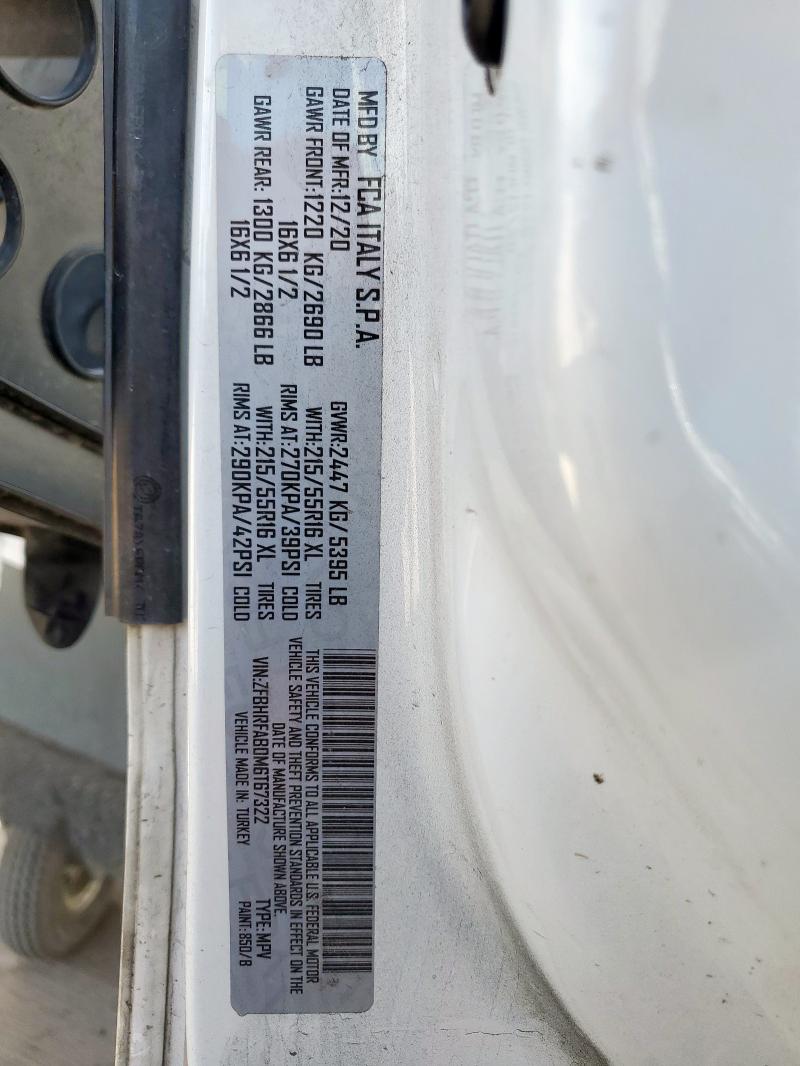 MFD BY FCA ITALY S.P.A.
DATE OF MFR:12/20 GVWR:2447 KG/ 5395 LB
GAWR FRONT:1220 KG/2690 LB WITH:215/55R16 XL TIRES
16X6 1/2 RIMS AT:270KPA/39PSI COLD
GAWR REAR: 1300 KG/2866 LB WITH:215/55R16 XL TIRES
16X6 1/2 RIMS AT:290KPA/42PSI COLD
THIS VEHICLE CONFORMS TO ALL APPLICABLE U.S. FEDERAL MOTOR
VEHICLE SAFETY AND THEFT PREVENTION STANDARDS IN EFFECT ON THE
DATE OF MANUFACTURE SHOWN ABOVE.
VIN:ZFBHRFAB0M6T67322 TYPE:MPV
VEHICLE MADE IN: TURKEY PAINT:850/B